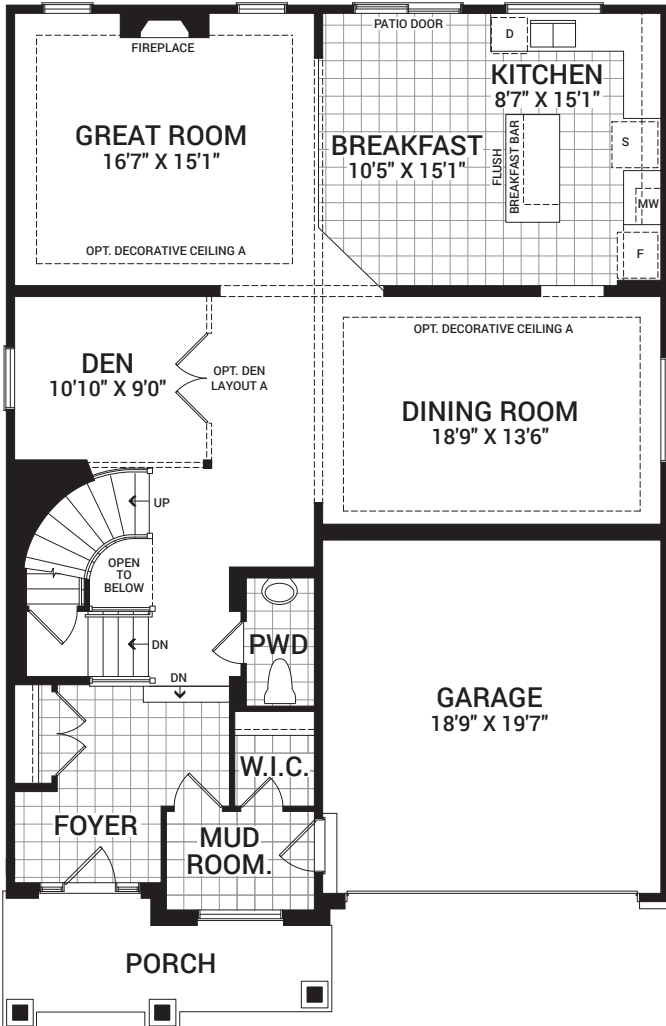 FIREPLACE
GREAT ROOM
16'7" X 15'1"
OPT. DECORATIVE CEILING A
PATIO DOOR
D
KITCHEN
8'7" X 15'1"
BREAKFAST
10'5" X 15'1"
FLUSH
BREAKFAST BAR
S
MW
F
DEN
10'10" X 9'0"
OPT. DEN
LAYOUT A
OPT. DECORATIVE CEILING A
DINING ROOM
18'9" X 13'6"
UP
OPEN
TO
BELOW
DN
DN
PWD
W.I.C.
GARAGE
18'9" X 19'7"
FOYER
MUD
ROOM.
PORCH